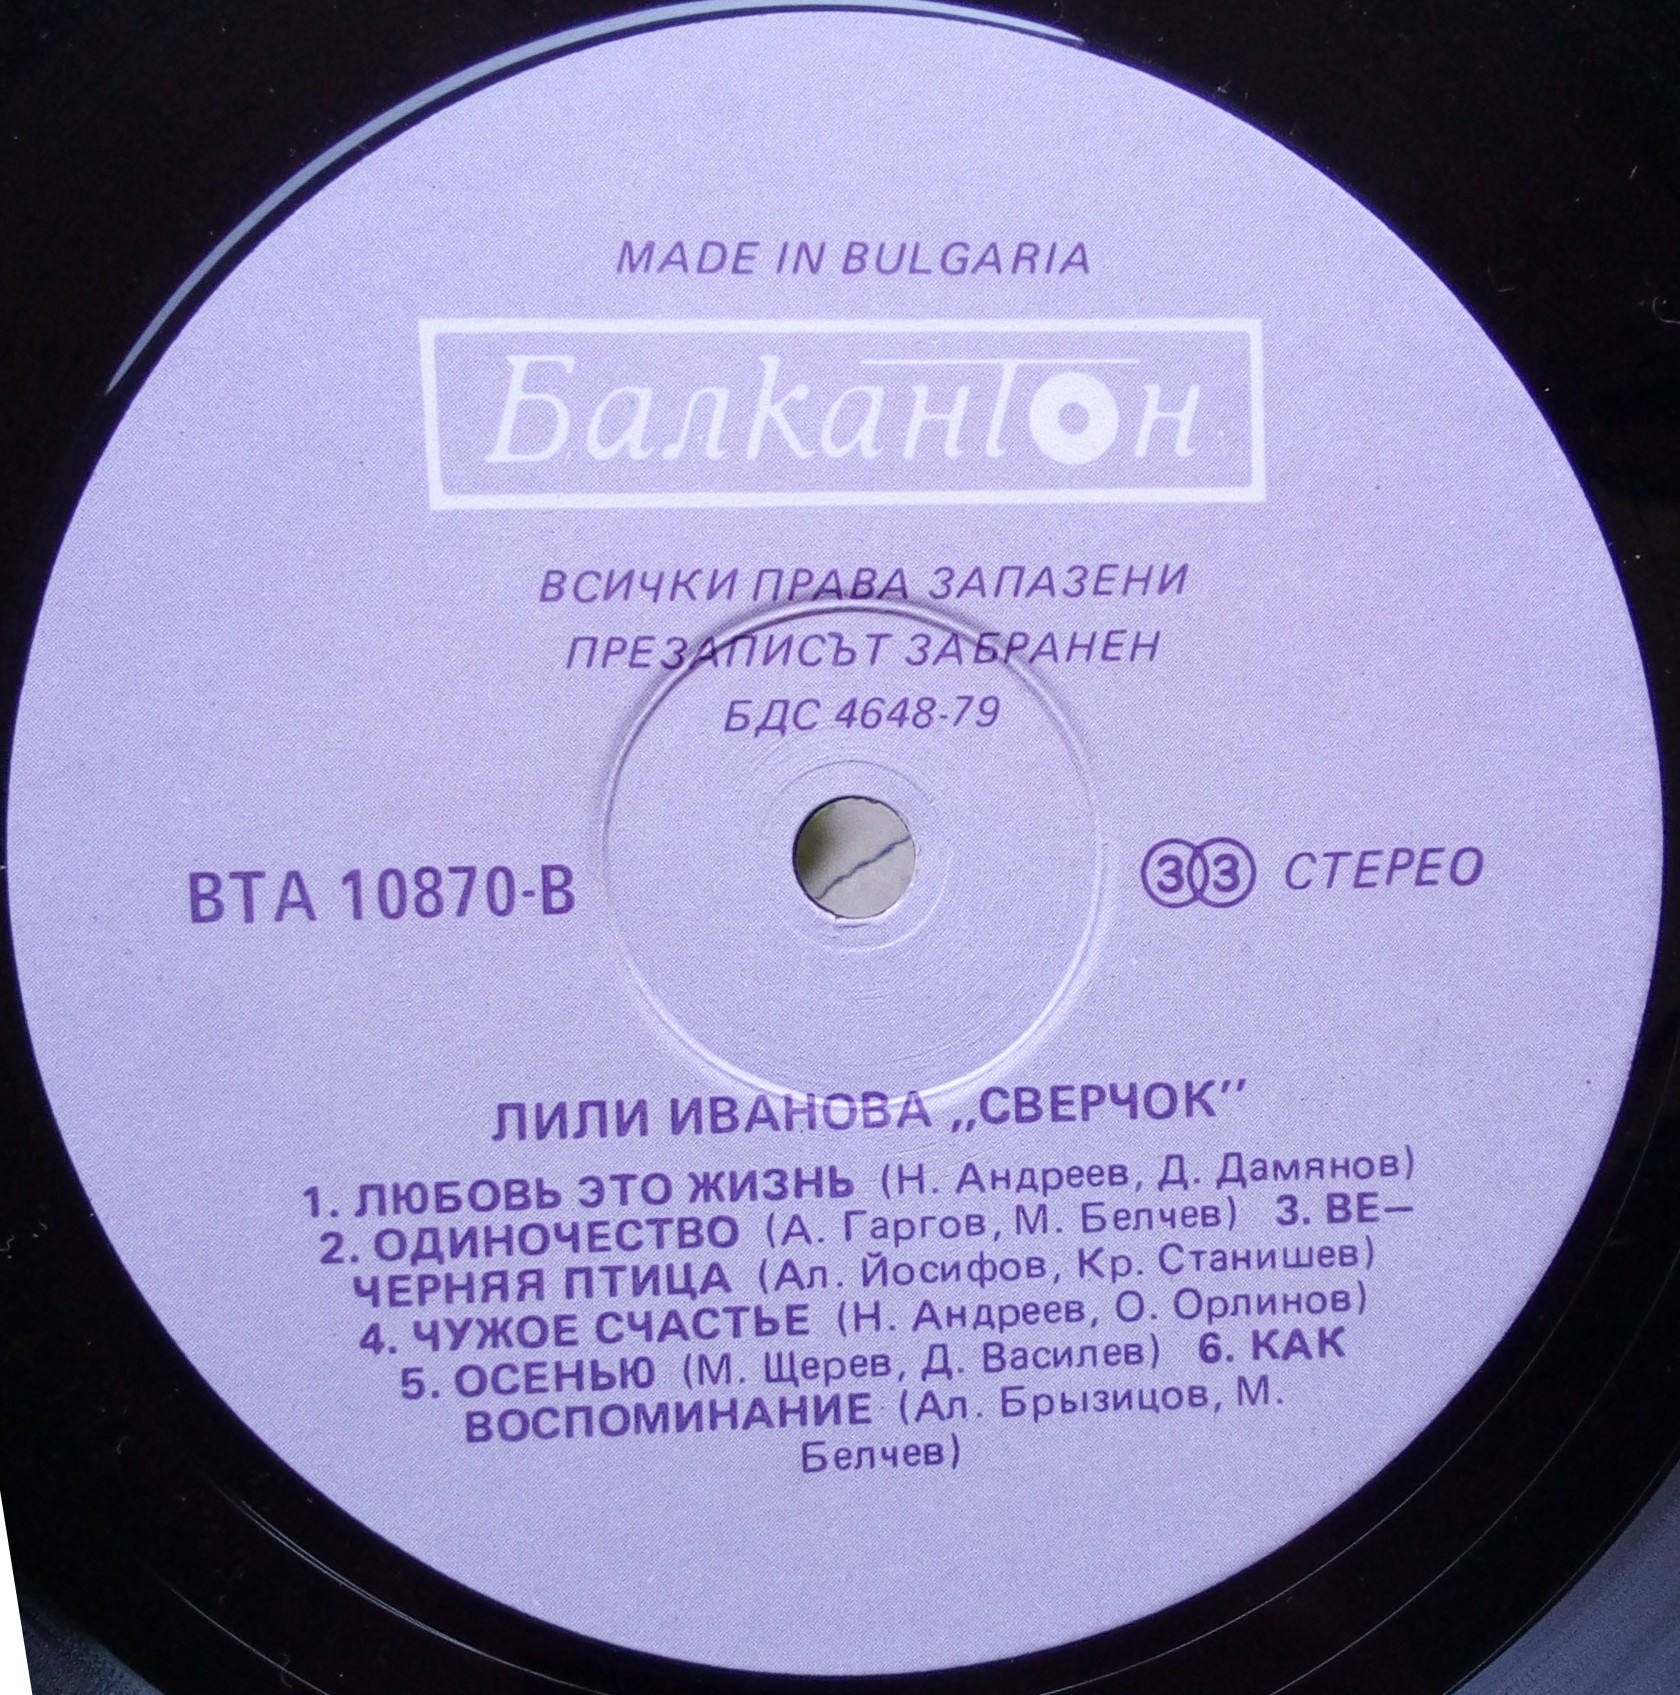 MADE IN BULGARIA
Балкантон
ВСИЧКИ ПРАВА ЗАПАЗЕНИ
ПРЕЗАПИСЪТ ЗАБРАНЕН
БДС 4648-79
ВТА 10870-В
33 СТЕРЕО
ЛИЛИ ИВАНОВА „СВЕРЧОК”
1. ЛЮБОВЬ ЭТО ЖИЗНЬ (Н. Андреев, Д. Дамянов)
2. ОДИНОЧЕСТВО (А. Гаргов, М. Белчев) 3. ВЕ—
ЧЕРНЯЯ ПТИЦА (Ал. Йосифов, Кр. Станишев)
4. ЧУЖОЕ СЧАСТЬЕ (Н. Андреев, О. Орлинов)
5. ОСЕНЬЮ (М. Щерев, Д. Василев) 6. КАК
ВОСПОМИНАНИЕ (Ал. Брызицов, М.
Белчев)